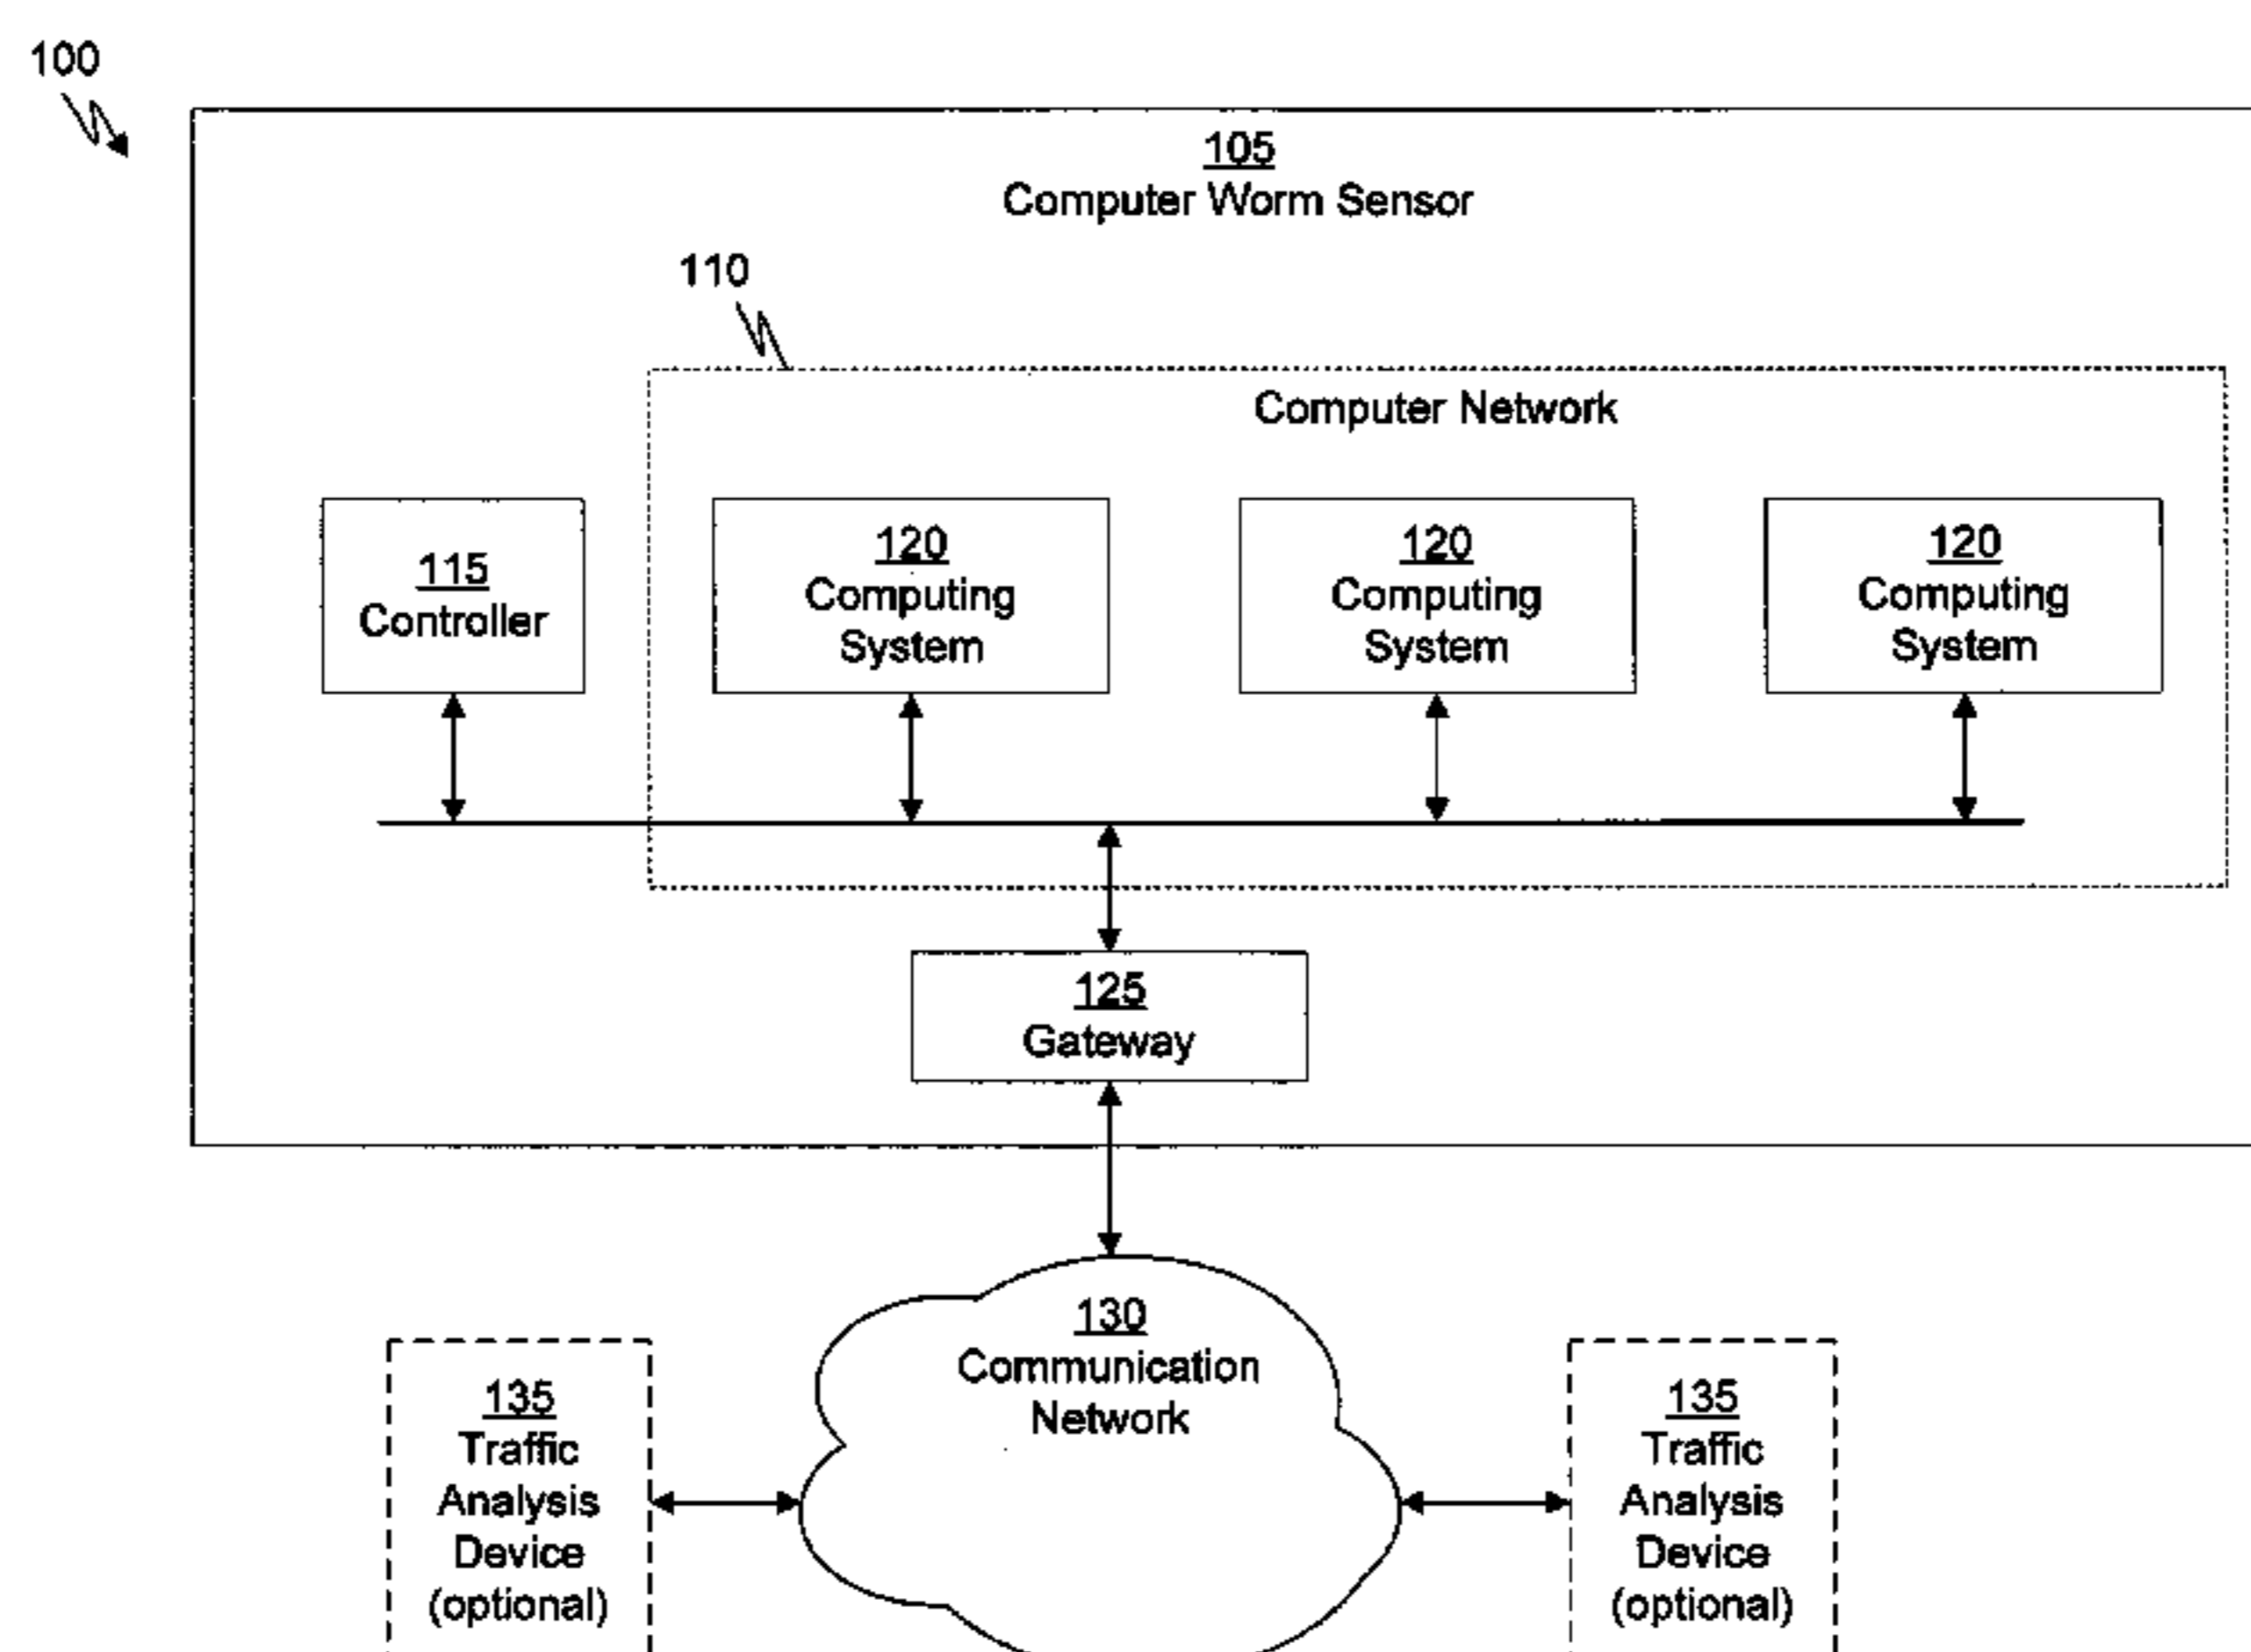 100
105
Computer Worm Sensor
110
Computer Network
115
Controller
120
Computing
System
120
Computing
System
120
Computing
System
125
Gateway
130
Communication
Network
135
Traffic
Analysis
Device
(optional)
135
Traffic
Analysis
Device
(optional)